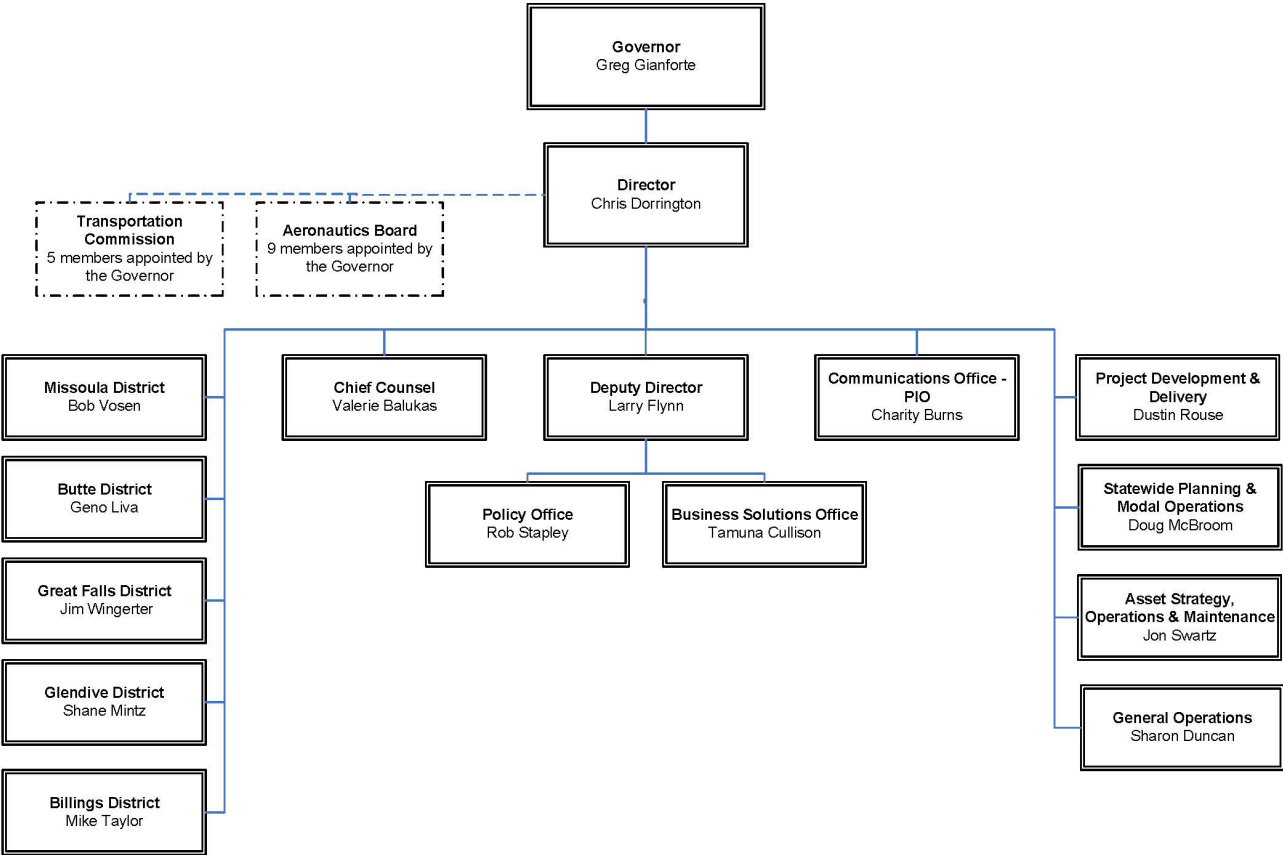 Governor
Greg Gianforte
Director
Chris Dorrington
Transportation
Commission
5 members appointed by
the Governor
Aeronautics Board
9 members appointed by
the Governor
Missoula District
Bob Vosen
Chief Counsel
Valerie Balukas
Deputy Director
Larry Flynn
Communications Office -
PIO
Charity Burns
Project Development &
Delivery
Dustin Rouse
Butte District
Geno Liva
Policy Office
Rob Stapley
Business Solutions Office
Tamuna Cullison
Statewide Planning &
Modal Operations
Doug McBroom
Great Falls District
Jim Wingerter
Asset Strategy,
Operations & Maintenance
Jon Swartz
Glendive District
Shane Mintz
General Operations
Sharon Duncan
Billings District
Mike Taylor